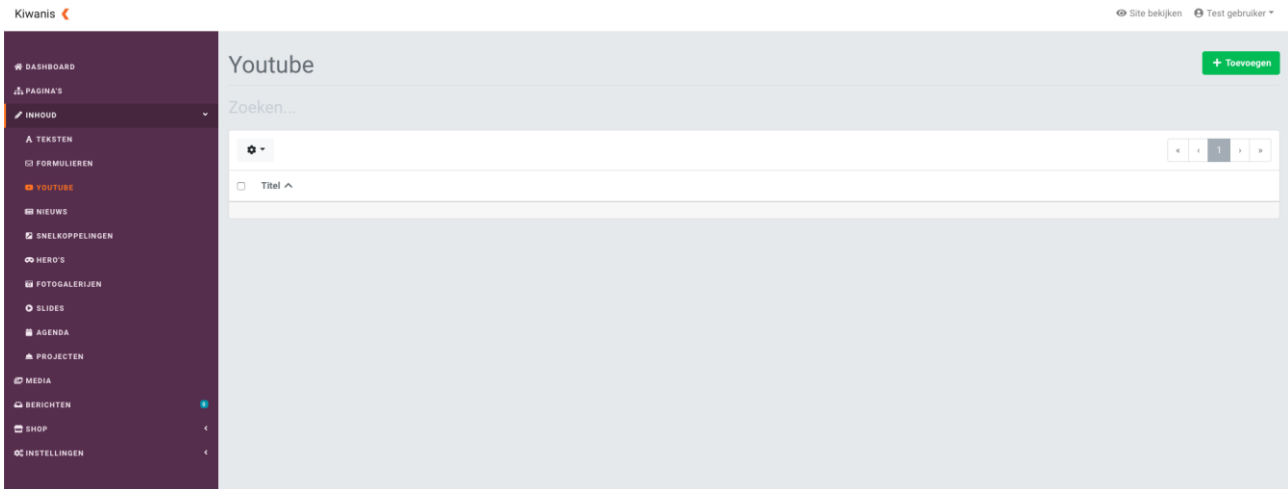 Kiwanis
Site bekijken
Test gebruiker
DASHBOARD
PAGINA'S
INHOUD
TEKSTEN
FORMULIEREN
YOUTUBE
NIEUWS
SNELKOPPELINGEN
HERO'S
FOTOGALERIJEN
SLIDES
AGENDA
PROJECTEN
MEDIA
BERICHTEN
SHOP
INSTELLINGEN
Youtube
+ Toevoegen
Zoeken...
« ‹ 1 › »
Titel